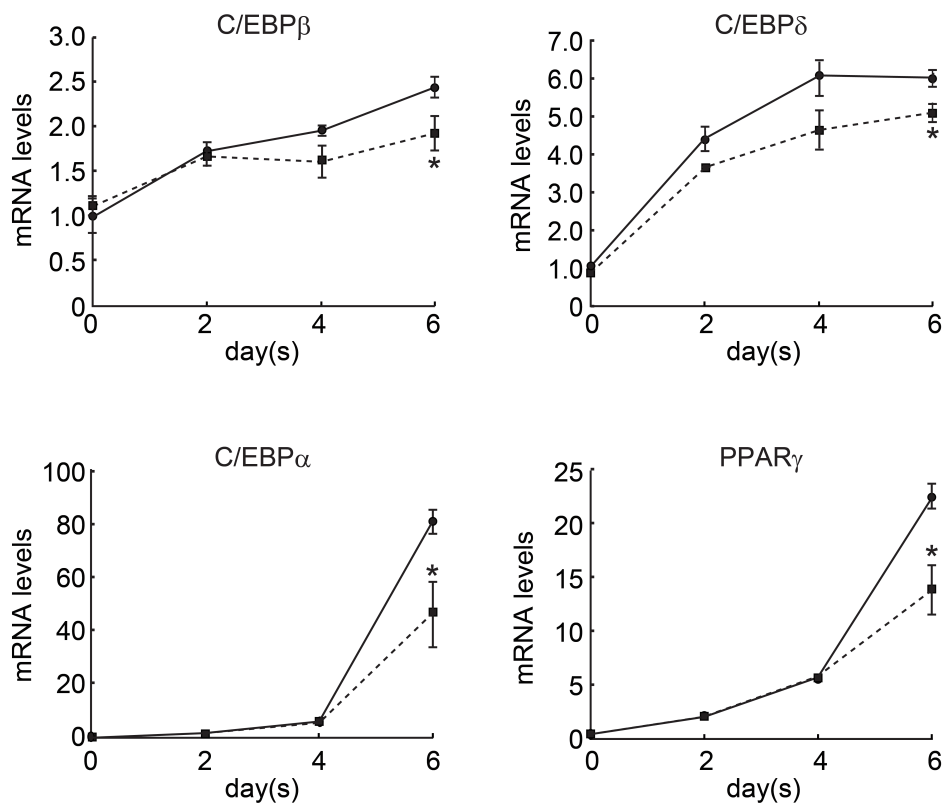 C/EBPβ
3.0
2.5
2.0
1.5
1.0
0.5
0
mRNA levels
*
0 2 4 6
day(s)
C/EBPδ
7.0
6.0
5.0
4.0
3.0
2.0
1.0
0
mRNA levels
*
0 2 4 6
day(s)
C/EBPα
100
80
60
40
20
0
mRNA levels
*
0 2 4 6
day(s)
PPARγ
25
20
15
10
5
0
mRNA levels
*
0 2 4 6
day(s)